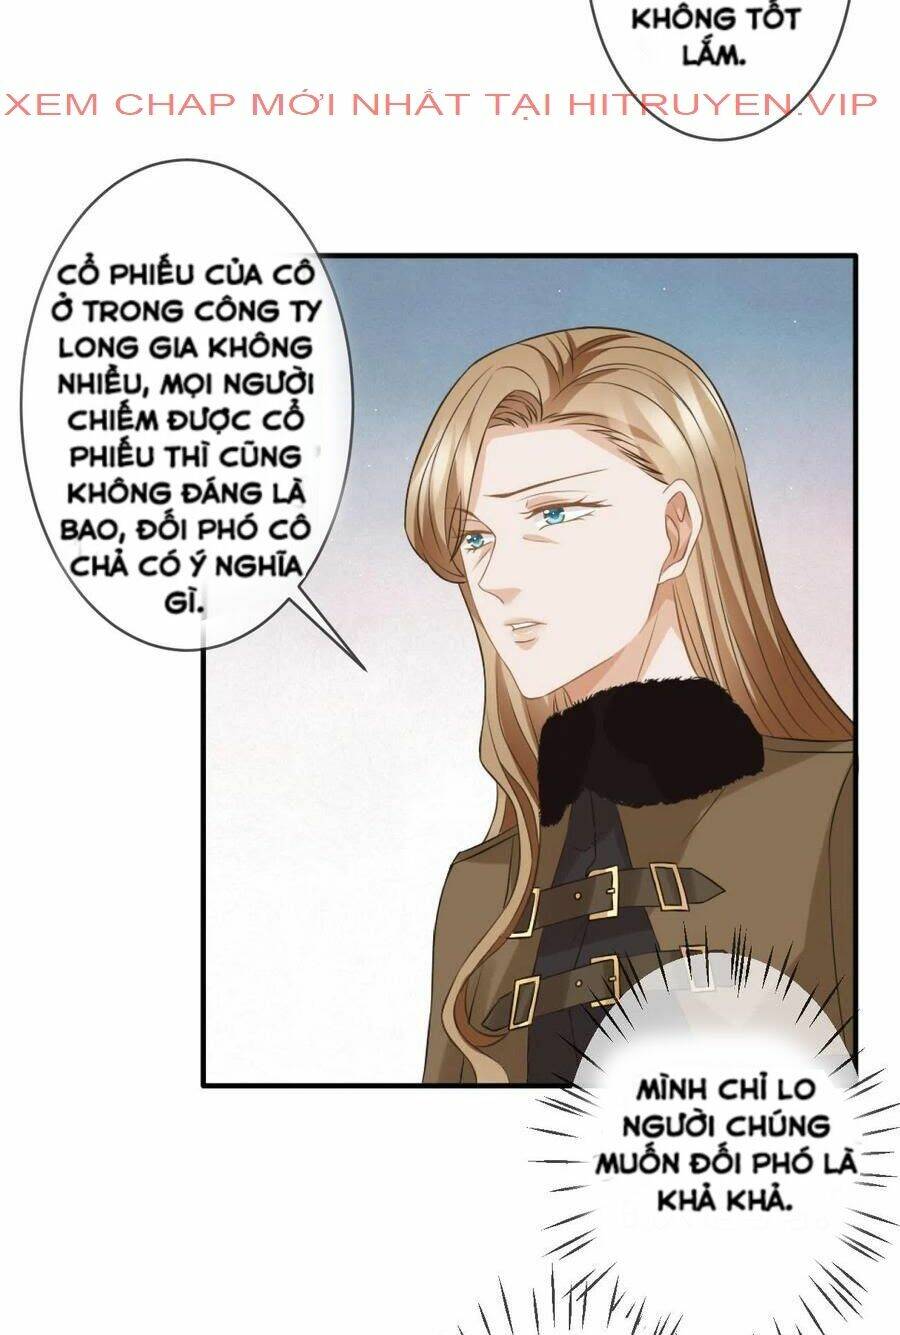 KHÔNG TỐT
LẮM.
XEM CHAP MỚI NHẤT TẠI HITRUYEN.VIP
CỔ PHIẾU CỦA CÔ
Ở TRONG CÔNG TY
LONG GIA KHÔNG
NHIỀU, MỌI NGƯỜI
CHIẾM ĐƯỢC CỔ
PHIẾU THÌ CŨNG
KHÔNG ĐÁNG LÀ
BAO, ĐỐI PHÓ CÔ
CHẢ CÓ Ý NGHĨA
GÌ.
MÌNH CHỈ LO
NGƯỜI CHÚNG
MUỐN ĐỐI PHÓ LÀ
KHẢ KHẢ.